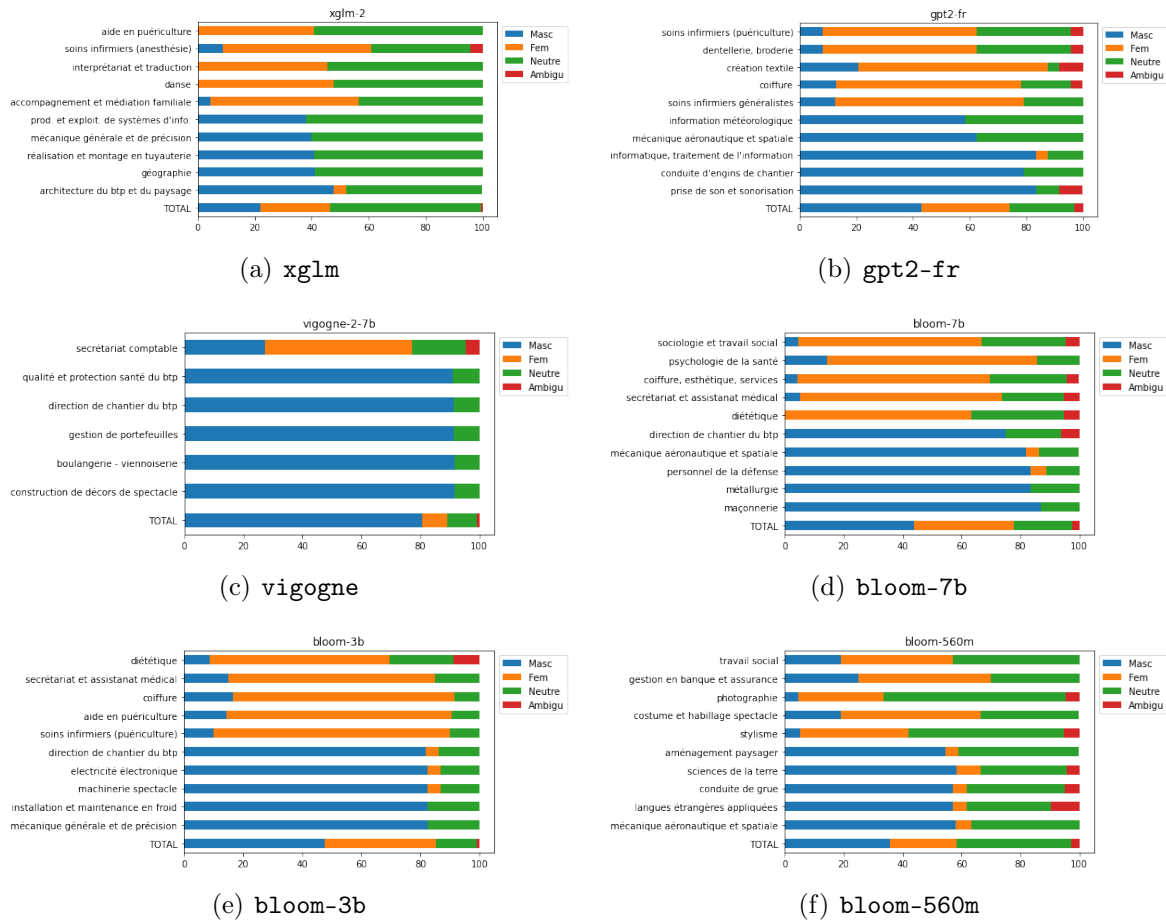 xglm-2
aide en puériculture
soins infirmiers (anesthésie)
interprétariat et traduction
danse
accompagnement et médiation familiale
prod. et exploit. de systèmes d'info.
mécanique générale et de précision
réalisation et montage en tuyauterie
géographie
architecture du btp et du paysage
TOTAL
0 20 40 60 80 100
Masc
Fem
Neutre
Ambigu
(a) xglm
gpt2-fr
soins infirmiers (puériculture)
dentellerie, broderie
création textile
coiffure
soins infirmiers généralistes
information météorologique
mécanique aéronautique et spatiale
informatique, traitement de l'information
conduite d'engins de chantier
prise de son et sonorisation
TOTAL
0 20 40 60 80 100
Masc
Fem
Neutre
Ambigu
(b) gpt2-fr
vigogne-2-7b
secrétariat comptable
qualité et protection santé du btp
direction de chantier du btp
gestion de portefeuilles
boulangerie - viennoiserie
construction de décors de spectacle
TOTAL
0 20 40 60 80 100
Masc
Fem
Neutre
Ambigu
(c) vigogne
bloom-7b
sociologie et travail social
psychologie de la santé
coiffure, esthétique, services
secrétariat et assistanat médical
diététique
direction de chantier du btp
mécanique aéronautique et spatiale
personnel de la défense
métallurgie
maçonnerie
TOTAL
0 20 40 60 80 100
Masc
Fem
Neutre
Ambigu
(d) bloom-7b
bloom-3b
diététique
secrétariat et assistanat médical
coiffure
aide en puériculture
soins infirmiers (puériculture)
direction de chantier du btp
electricité électronique
machinerie spectacle
installation et maintenance en froid
mécanique générale et de précision
TOTAL
0 20 40 60 80 100
Masc
Fem
Neutre
Ambigu
(e) bloom-3b
bloom-560m
travail social
gestion en banque et assurance
photographie
costume et habillage spectacle
stylisme
aménagement paysager
sciences de la terre
conduite de grue
langues étrangères appliquées
mécanique aéronautique et spatiale
TOTAL
0 20 40 60 80 100
Masc
Fem
Neutre
Ambigu
(f) bloom-560m